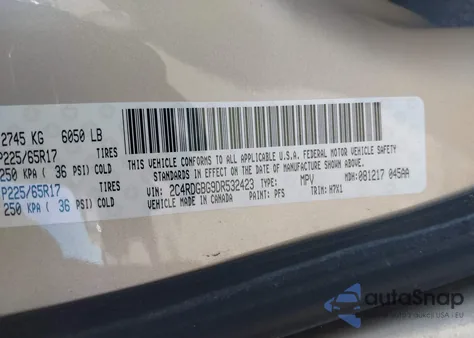 2745 KG 6050 LB
P225/65R17 TIRES
250 KPA ( 36 PSI) COLD
P225/65R17 TIRES
250 KPA ( 36 PSI) COLD
THIS VEHICLE CONFORMS TO ALL APPLICABLE U.S.A. FEDERAL MOTOR VEHICLE SAFETY
STANDARDS IN EFFECT ON THE DATE OF MANUFACTURE SHOWN ABOVE.
VIN: 2C4RDGBG9DR532423 TYPE: MPV MDH: 081217 045AA
VEHICLE MADE IN CANADA PAINT: PFS TRIM: H7X1
autoSnap
USA | EU